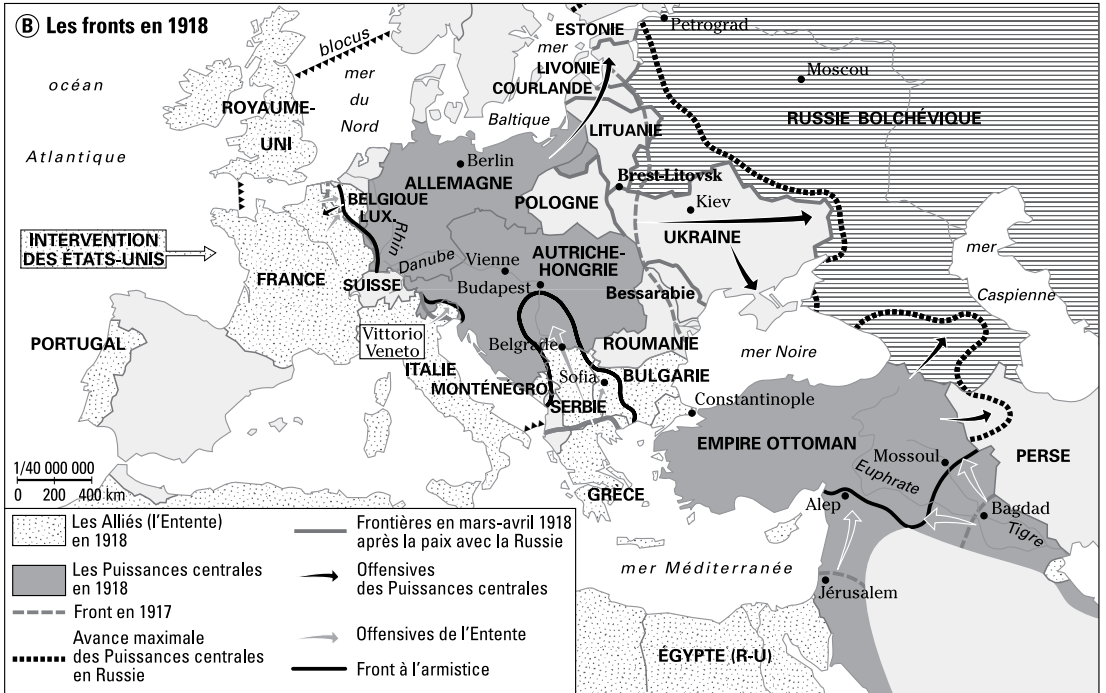 B Les fronts en 1918
océan
Atlantique
blocus
mer
du
Nord
ROYAUME-
UNI
ESTONIE
mer
Baltique
LIVONIE
COURLANDE
LITUANIE
Petrograd
Moscou
RUSSIE BOLCHÉVIQUE
Berlin
ALLEMAGNE
BELGIQUE
LUX.
Rhin
POLOGNE
Brest-Litovsk
Kiev
UKRAINE
INTERVENTION
DES ÉTATS-UNIS
FRANCE
SUISSE
Danube
Vienne
Budapest
AUTRICHE-
HONGRIE
Bessarabie
mer
Caspienne
PORTUGAL
Vittorio
Veneto
ITALIE
Belgrade
ROUMANIE
mer Noire
MONTÉNÉGRO
Sofia
BULGARIE
SERBIE
Constantinople
EMPIRE OTTOMAN
Mossoul
PERSE
Euphrate
GRÈCE
Alep
Bagdad
Tigre
mer Méditerranée
Jérusalem
ÉGYPTE (R-U)
1/40 000 000
0 200 400 km
Les Alliés (l'Entente)
en 1918
Les Puissances centrales
en 1918
Front en 1917
Avance maximale
des Puissances centrales
en Russie
Frontières en mars-avril 1918
après la paix avec la Russie
Offensives
des Puissances centrales
Offensives de l'Entente
Front à l'armistice